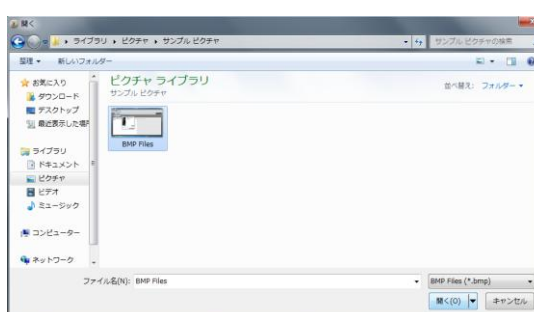 開く
ライブラリ ▸ ピクチャ ▸ サンプル ピクチャ
サンプル ピクチャの検索
整理 ▾
新しいフォルダー
お気に入り
ダウンロード
デスクトップ
最近表示した場所
ライブラリ
ドキュメント
ピクチャ
ビデオ
ミュージック
コンピューター
ネットワーク
ピクチャ ライブラリ
サンプル ピクチャ
並べ替え: フォルダー ▾
BMP Files
ファイル名(N): BMP Files
BMP Files (*.bmp)
開く(O)
キャンセル